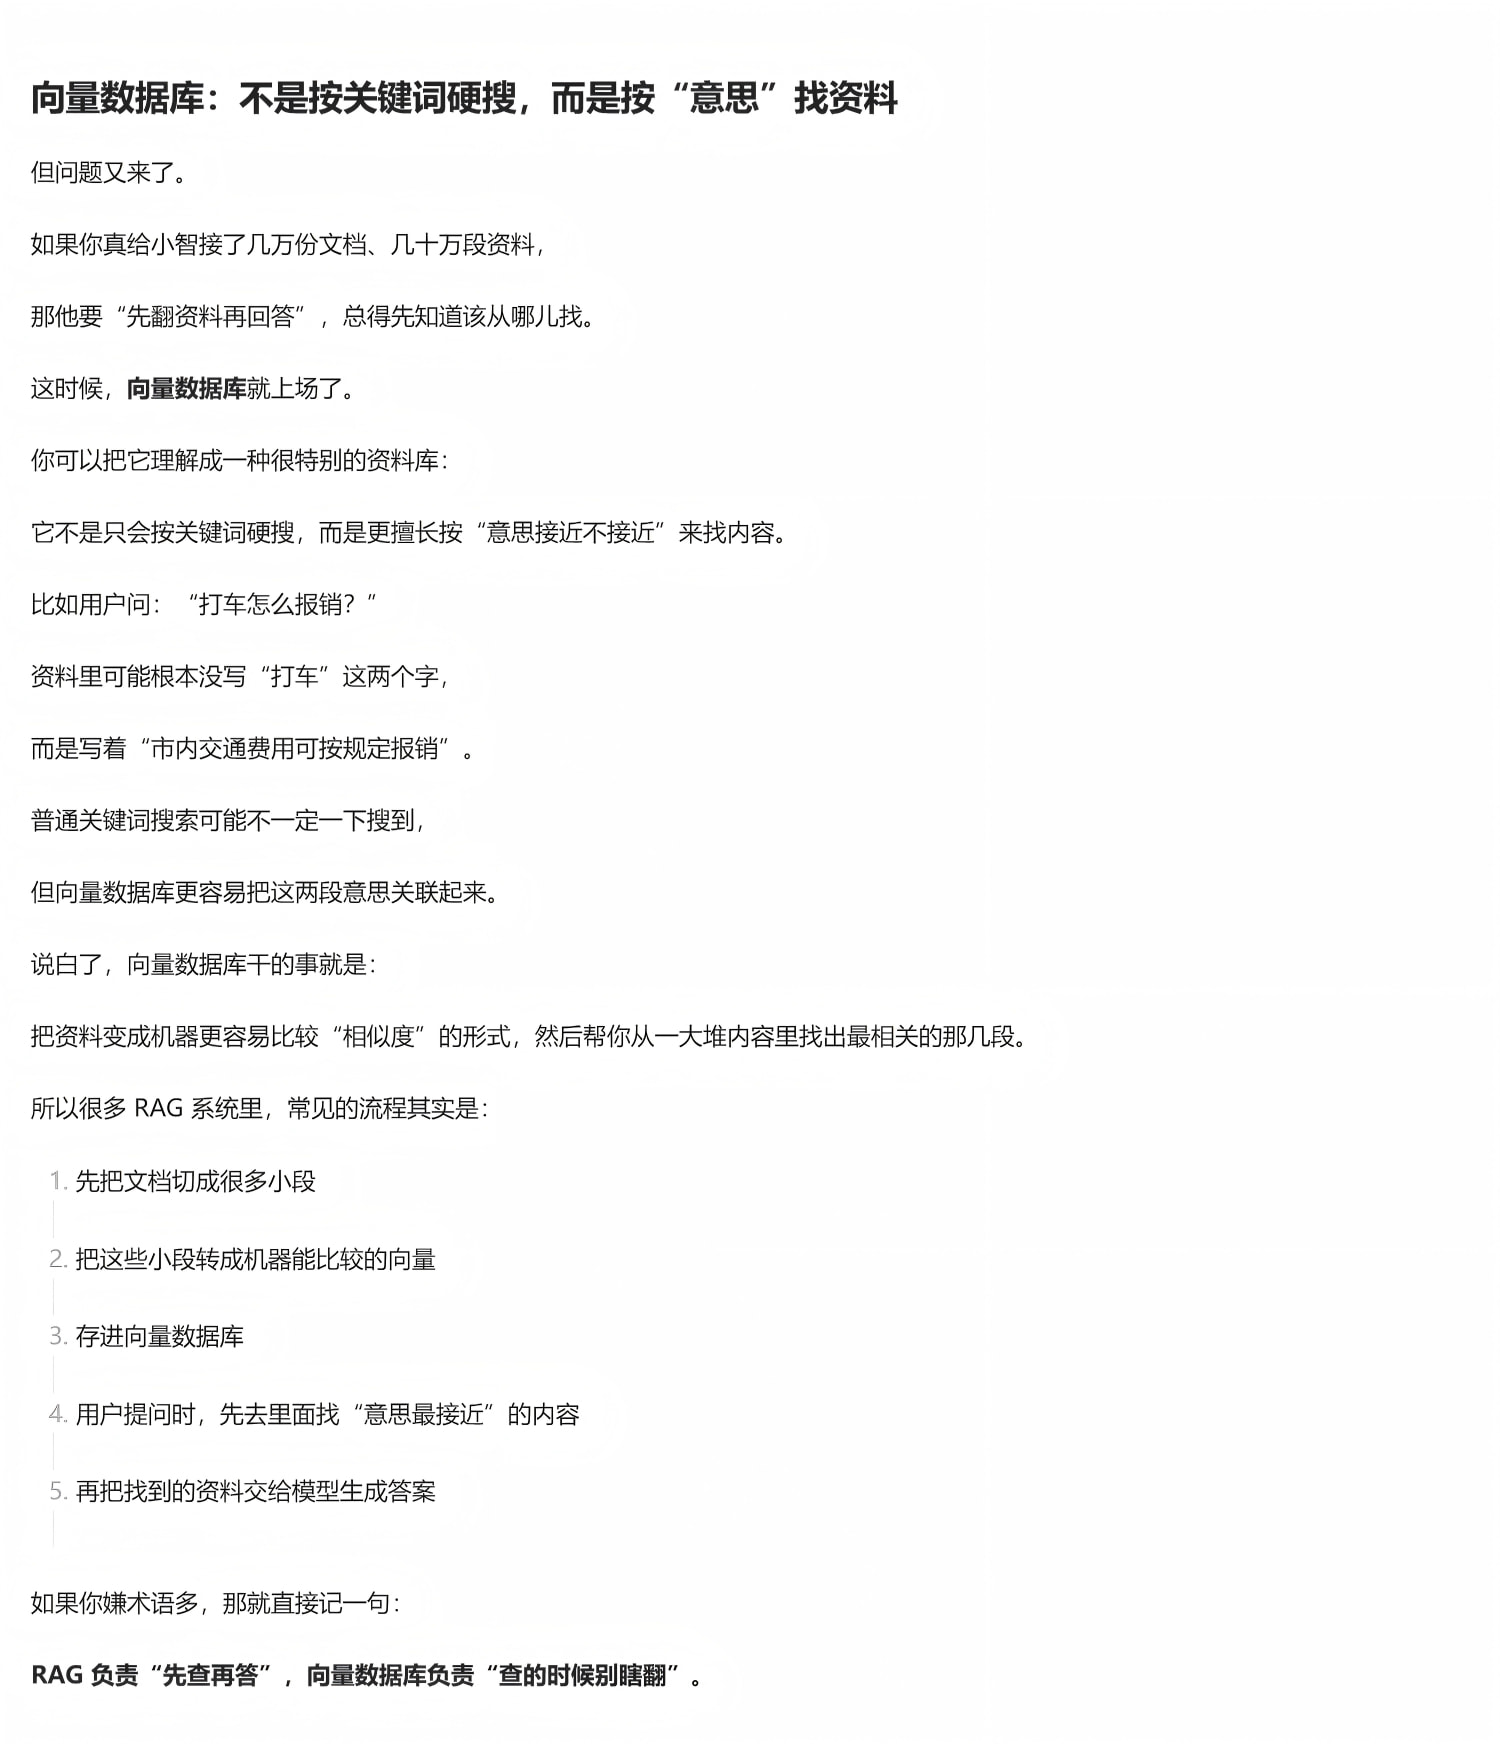 向量数据库：不是按关键词硬搜，而是按“意思”找资料
但问题又来了。
如果你真给小智接了几万份文档、几十万段资料，
那他要“先翻资料再回答”，总得先知道该从哪儿找。
这时候，向量数据库就上场了。
你可以把它理解成一种很特别的资料库：
它不是只会按关键词硬搜，而是更擅长按“意思接近不接近”来找内容。
比如用户问：“打车怎么报销？”
资料里可能根本没写“打车”这两个字，
而是写着“市内交通费用可按规定报销”。
普通关键词搜索可能不一定一下搜到，
但向量数据库更容易把这两段意思关联起来。
说白了，向量数据库干的事就是：
把资料变成机器更容易比较“相似度”的形式，然后帮你从一大堆内容里找出最相关的那几段。
所以很多 RAG 系统里，常见的流程其实是：
1. 先把文档切成很多小段
2. 把这些小段转成机器能比较的向量
3. 存进向量数据库
4. 用户提问时，先去里面找“意思最接近”的内容
5. 再把找到的资料交给模型生成答案
如果你嫌术语多，那就直接记一句：
RAG 负责“先查再答”，向量数据库负责“查的时候别瞎翻”。